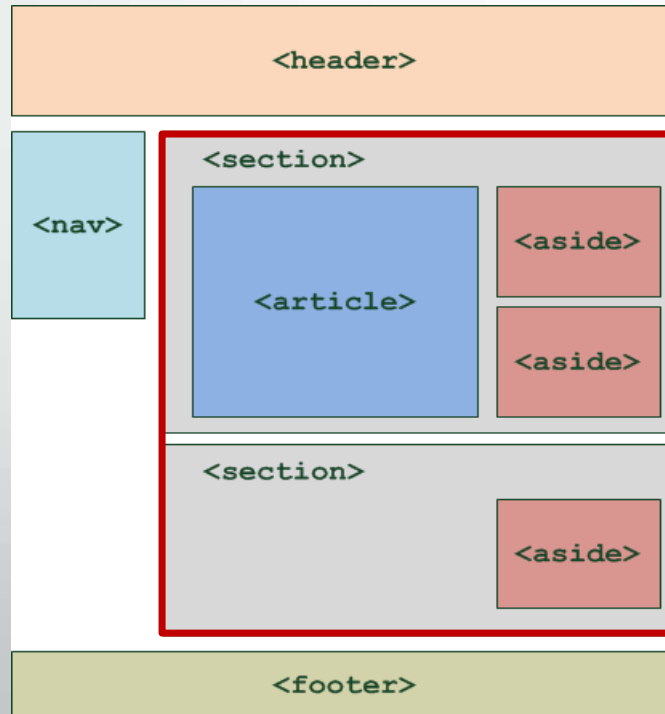 <header>
<section>
<nav>
<aside>
<article>
<aside>
<section>
<aside>
<footer>